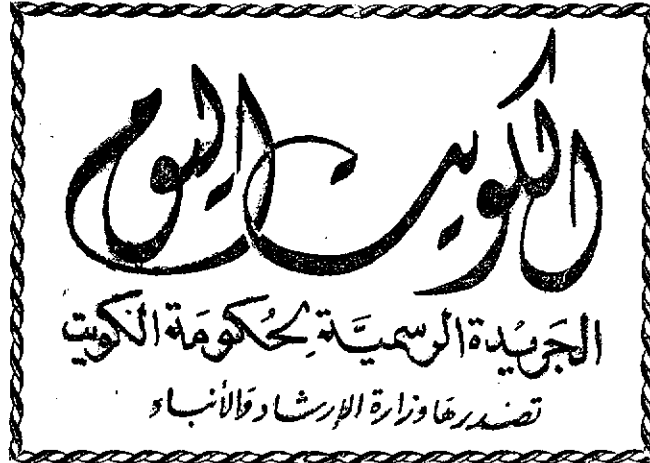 الكويت اليوم
الجريدة الرسمية لحكومة الكويت
تصدرها وزارة الإرشاد والأنباء